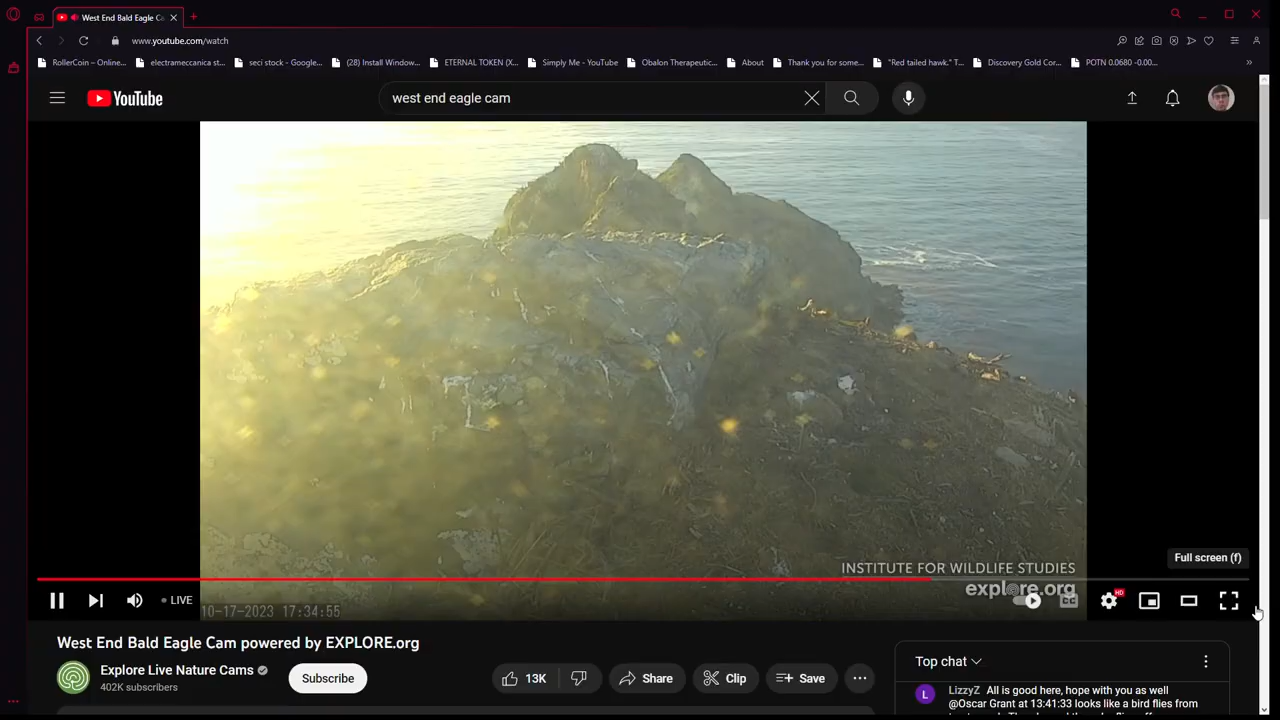 West End Bald Eagle Ca
www.youtube.com/watch
RollerCoin – Online...
electrameccanica st...
seci stock - Google...
(28) Install Window...
ETERNAL TOKEN (X...
Simply Me - YouTube
Obalon Therapeutic...
About
Thank you for some...
"Red tailed hawk." T...
Discovery Gold Cor...
POTN 0.0680 -0.00...
YouTube
west end eagle cam
Full screen (f)
INSTITUTE FOR WILDLIFE STUDIES
explore.org
LIVE
10-17-2023 17:34:55
CC
HD
West End Bald Eagle Cam powered by EXPLORE.org
Explore Live Nature Cams
402K subscribers
Subscribe
13K
Share
Clip
Save
Top chat
L
LizzyZ All is good here, hope with you as well
@Oscar Grant at 13:41:33 looks like a bird flies from